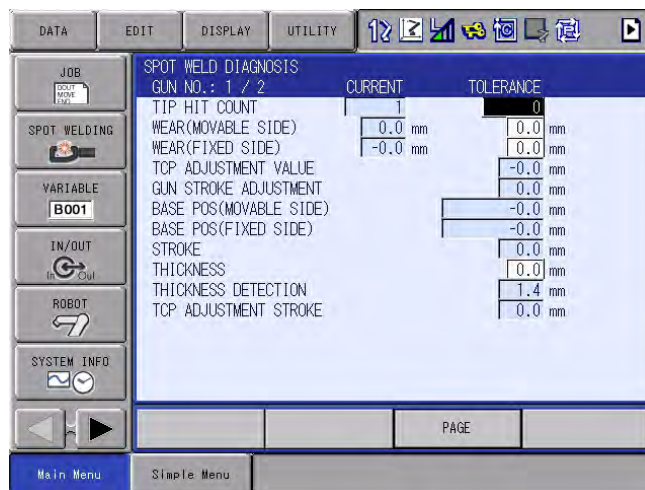 DATA EDIT DISPLAY UTILITY
JOB
DOUT
MOVE
END
SPOT WELDING
VARIABLE
B001
IN/OUT
In Out
ROBOT
SYSTEM INFO
SPOT WELD DIAGNOSIS
GUN NO.: 1 / 2 CURRENT TOLERANCE
TIP HIT COUNT 1 0
WEAR(MOVABLE SIDE) 0.0 mm 0.0 mm
WEAR(FIXED SIDE) -0.0 mm 0.0 mm
TCP ADJUSTMENT VALUE -0.0 mm
GUN STROKE ADJUSTMENT 0.0 mm
BASE POS(MOVABLE SIDE) -0.0 mm
BASE POS(FIXED SIDE) -0.0 mm
STROKE 0.0 mm
THICKNESS 0.0 mm
THICKNESS DETECTION 1.4 mm
TCP ADJUSTMENT STROKE 0.0 mm
PAGE
Main Menu Simple Menu